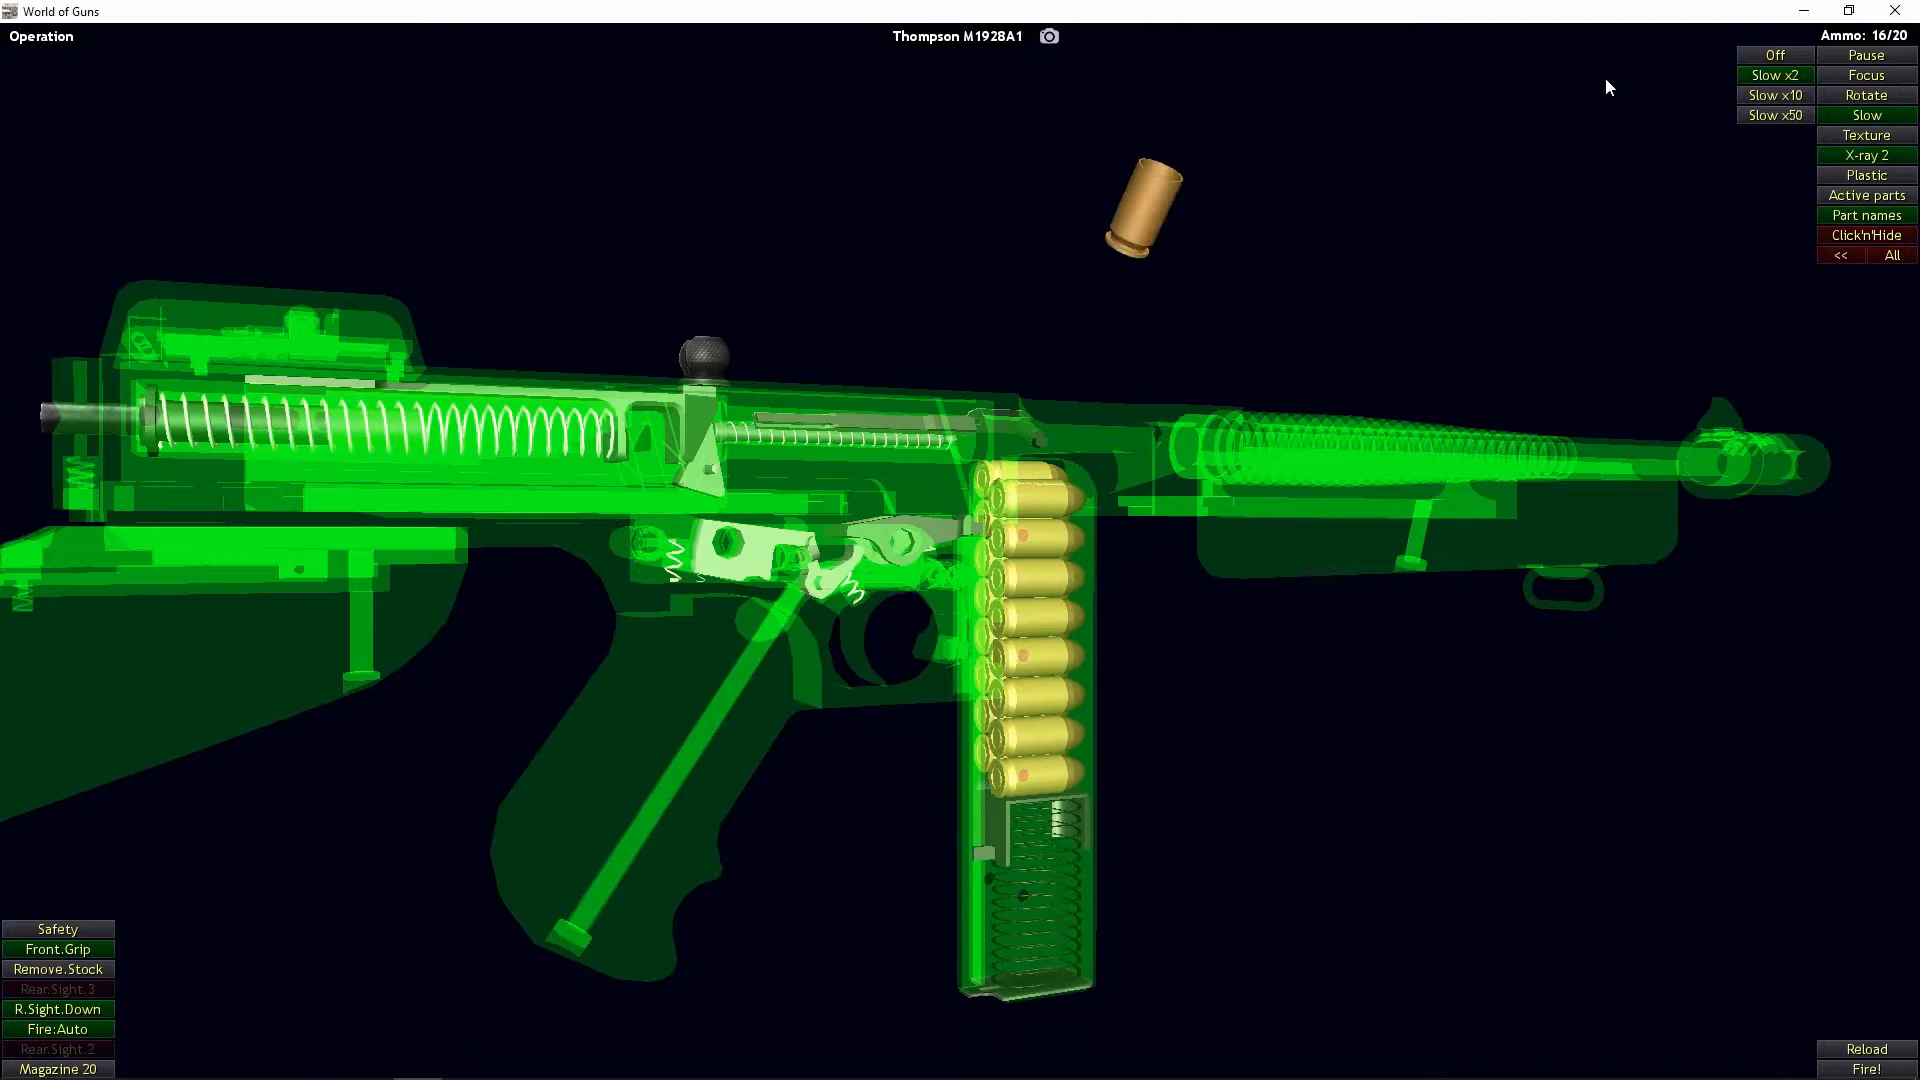 World of Guns
Operation
Thompson M1928A1
Ammo: 16/20
Off
Pause
Slow x2
Focus
Slow x10
Rotate
Slow x50
Slow
Texture
X-ray 2
Plastic
Active parts
Part names
Click'n'Hide
<< All
Safety
Front.Grip
Remove.Stock
Rear.Sight.3
R.Sight.Down
Fire:Auto
Rear.Sight.2
Magazine 20
Reload
Fire!